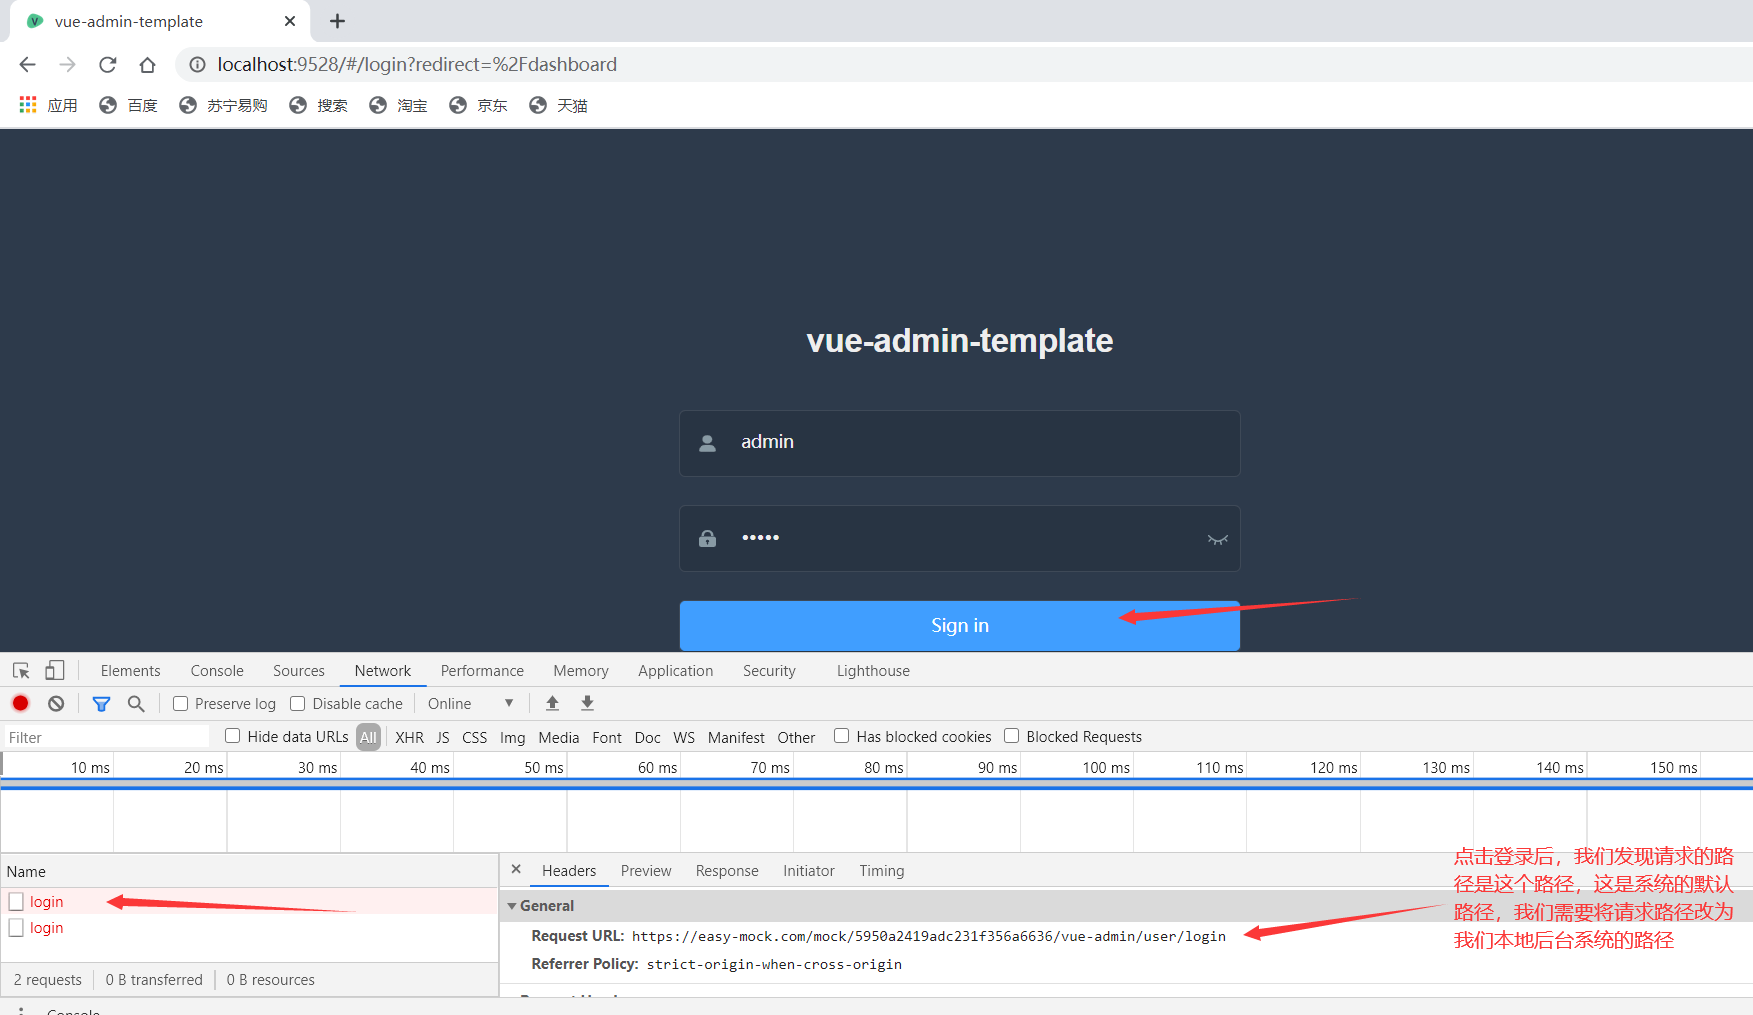 vue-admin-template
localhost:9528/#/login?redirect=%2Fdashboard
应用 百度 苏宁易购 搜索 淘宝 京东 天猫
vue-admin-template
admin
•••••
Sign in
Elements Console Sources Network Performance Memory Application Security Lighthouse
Preserve log Disable cache Online
Filter Hide data URLs All XHR JS CSS Img Media Font Doc WS Manifest Other Has blocked cookies Blocked Requests
10 ms 20 ms 30 ms 40 ms 50 ms 60 ms 70 ms 80 ms 90 ms 100 ms 110 ms 120 ms 130 ms 140 ms 150 ms
Name
login
login
2 requests 0 B transferred 0 B resources
Headers Preview Response Initiator Timing
General
Request URL: https://easy-mock.com/mock/5950a2419adc231f356a6636/vue-admin/user/login
Referrer Policy: strict-origin-when-cross-origin
点击登录后，我们发现请求的路
径是这个路径，这是系统的默认
路径，我们需要将请求路径改为
我们本地后台系统的路径
Console